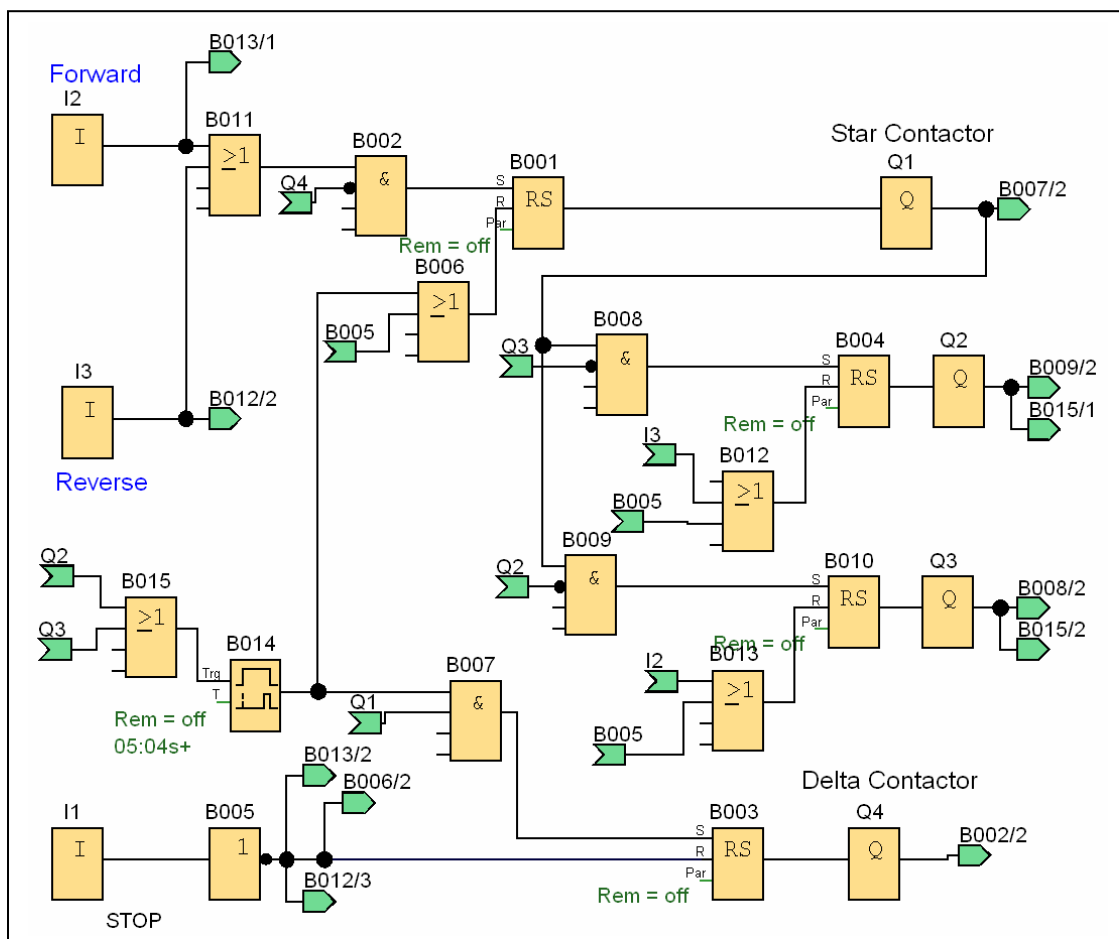 B013/1
Forward
I2
I
B011
≥1
B002
&
Q4
B001
S
R
Par
RS
Rem = off
Star Contactor
Q1
Q
B007/2
B006
≥1
B005
B008
&
Q3
B004
S
R
Par
RS
Rem = off
Q2
Q
B009/2
B015/1
I3
I
B012/2
Reverse
I3
B012
≥1
B005
B009
&
Q2
B010
S
R
Par
RS
Rem = off
Q3
Q
B008/2
B015/2
Q2
B015
≥1
Q3
B014
Trg
T
Rem = off
05:04s+
B007
&
Q1
I2
B013
≥1
B005
B013/2
B006/2
Delta Contactor
I1
I
B005
1
B012/3
STOP
B003
S
R
Par
RS
Rem = off
Q4
Q
B002/2